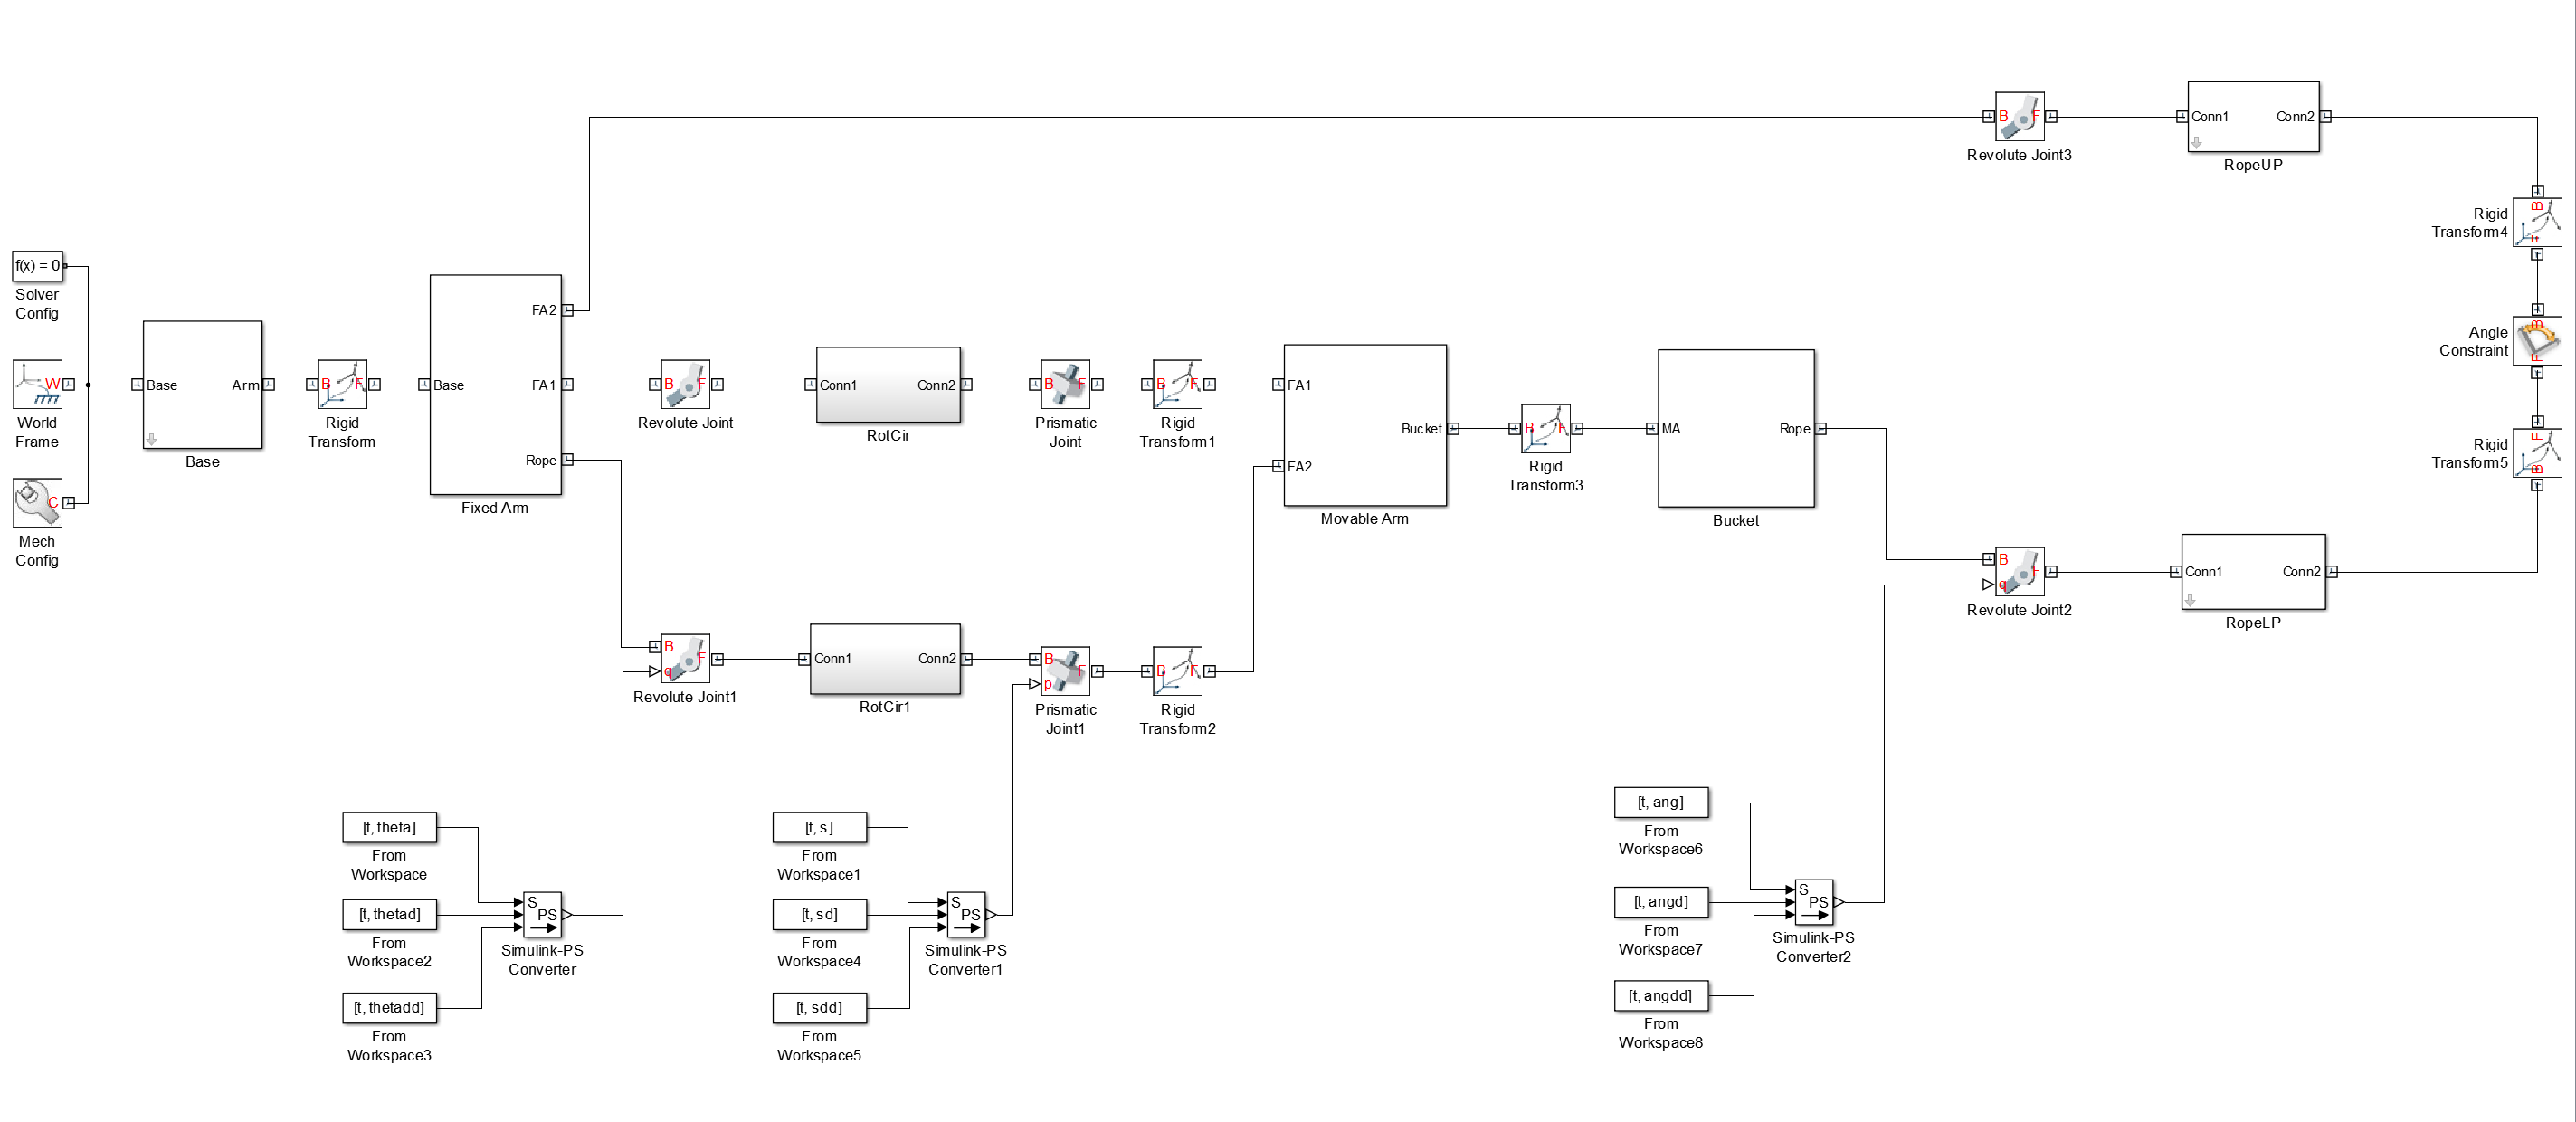 B F
Revolute Joint3
Conn1 Conn2
RopeUP
B
F
Rigid
Transform4
f(x) = 0
Solver
Config
W
World
Frame
C
Mech
Config
Base Arm
Base
B F
Rigid
Transform
FA2
Base FA1
Rope
Fixed Arm
B F
Revolute Joint
Conn1 Conn2
RotCir
B F
Prismatic
Joint
B F
Rigid
Transform1
FA1
Bucket
FA2
Movable Arm
B F
Rigid
Transform3
MA Rope
Bucket
B
F
Angle
Constraint
F
B
Rigid
Transform5
B
F
q
Revolute Joint2
Conn1 Conn2
RopeLP
B
F
q
Revolute Joint1
Conn1 Conn2
RotCir1
B
F
p
Prismatic
Joint1
B F
Rigid
Transform2
[t, theta]
From
Workspace
[t, thetad]
From
Workspace2
[t, thetadd]
From
Workspace3
S
PS
Simulink-PS
Converter
[t, s]
From
Workspace1
[t, sd]
From
Workspace4
[t, sdd]
From
Workspace5
S
PS
Simulink-PS
Converter1
[t, ang]
From
Workspace6
[t, angd]
From
Workspace7
[t, angdd]
From
Workspace8
S
PS
Simulink-PS
Converter2